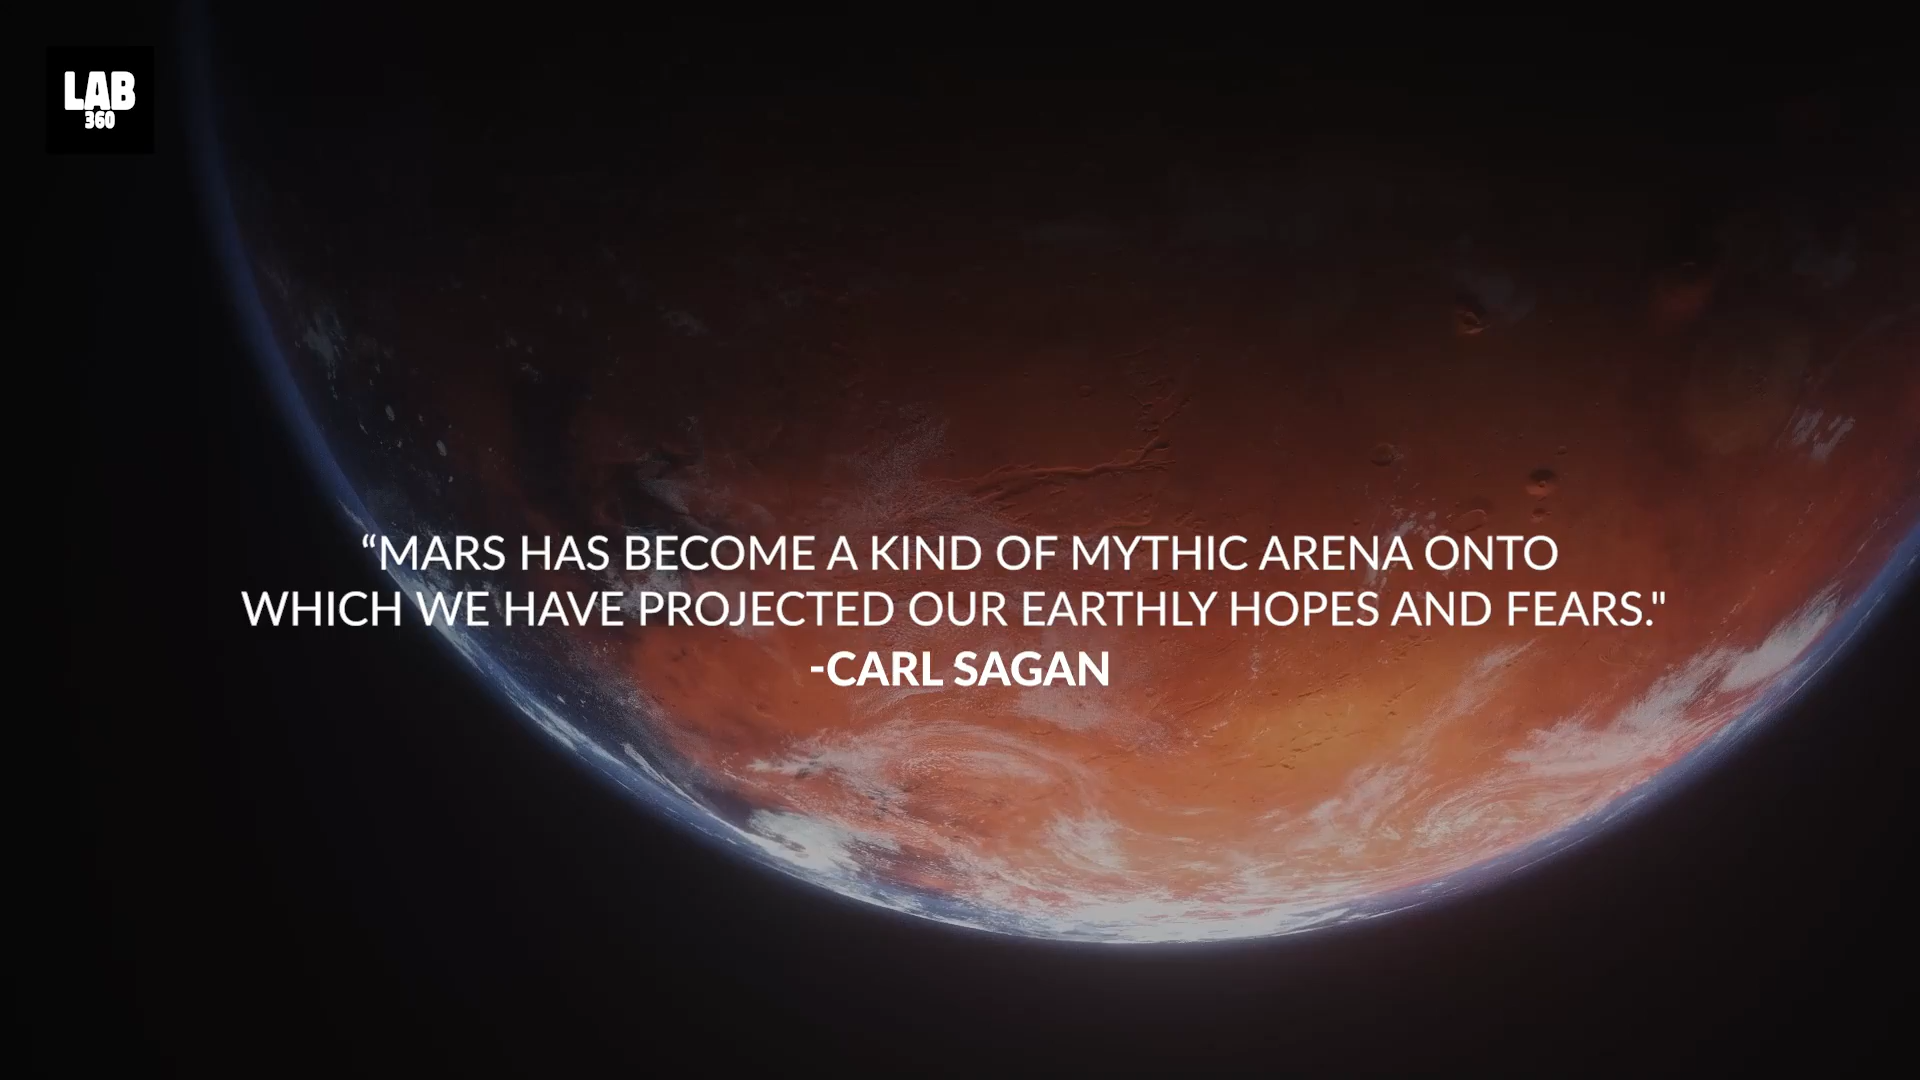 LAB
360
“MARS HAS BECOME A KIND OF MYTHIC ARENA ONTO
WHICH WE HAVE PROJECTED OUR EARTHLY HOPES AND FEARS."
-CARL SAGAN